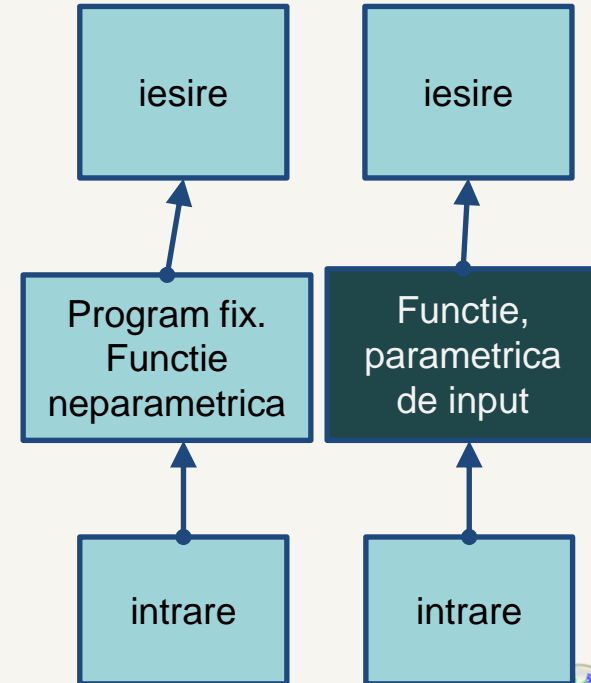 iesire
iesire
Program fix.
Functie
neparametrica
Functie,
parametrica
de input
intrare
intrare